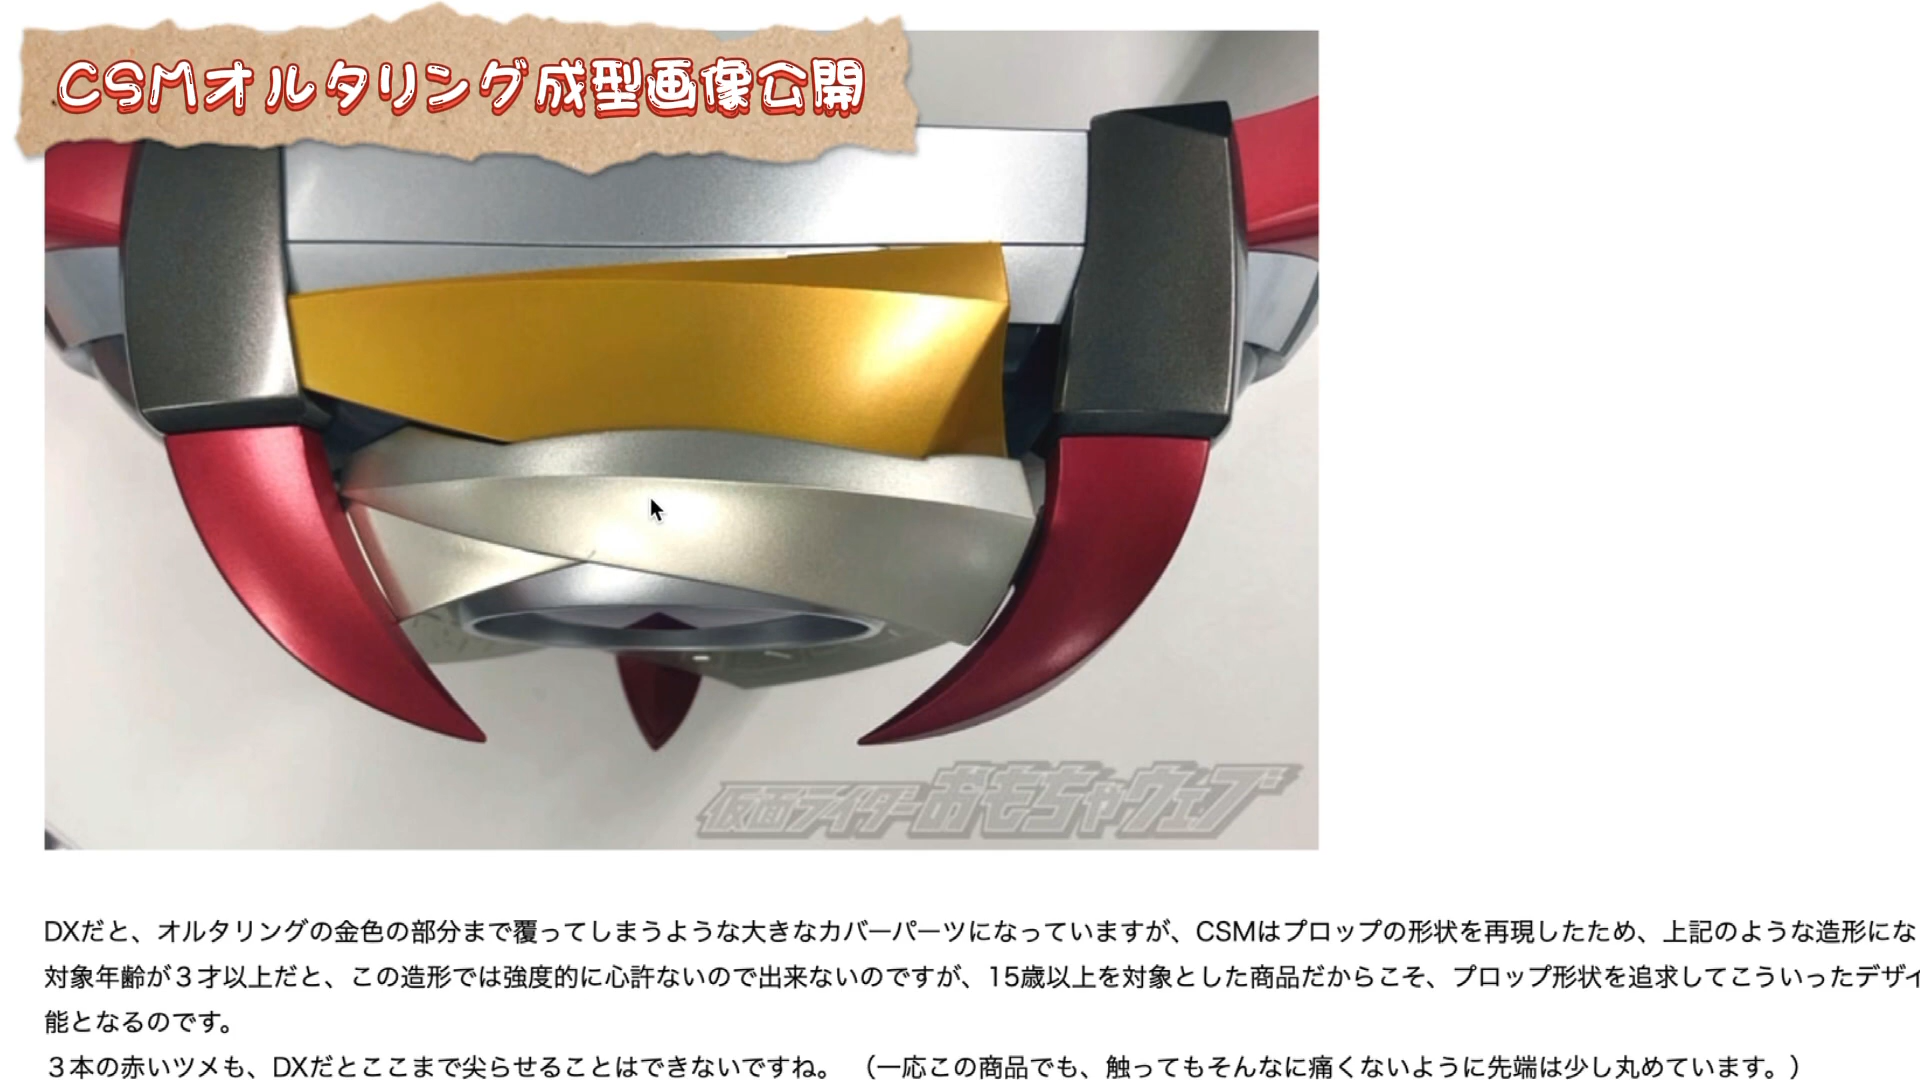 CSMオルタリング成型画像公開
仮面ライダーおもちゃウェブ
DXだと、オルタリングの金色の部分まで覆ってしまうような大きなカバーパーツになっていますが、CSMはプロップの形状を再現したため、上記のような造形にな
対象年齢が３才以上だと、この造形では強度的に心許ないので出来ないのですが、15歳以上を対象とした商品だからこそ、プロップ形状を追求してこういったデザイ
能となるのです。
３本の赤いツメも、DXだとここまで尖らせることはできないですね。　（一応この商品でも、触ってもそんなに痛くないように先端は少し丸めています。）